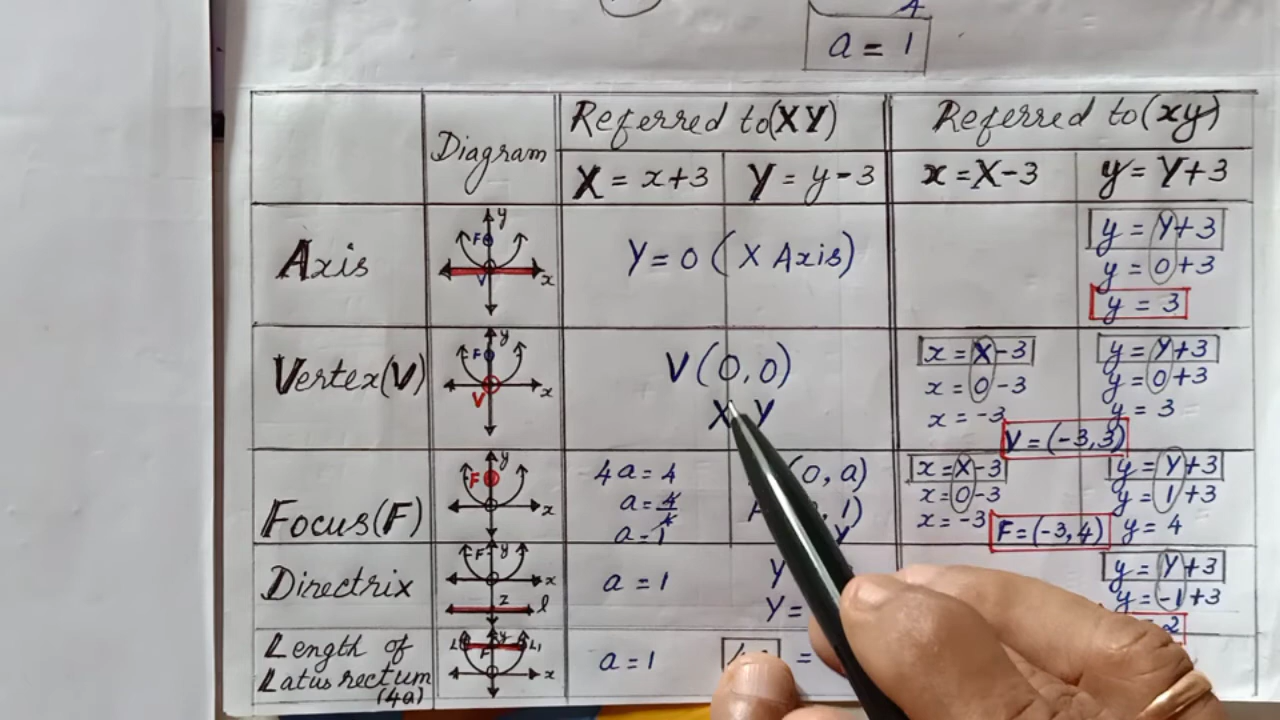 a = 1
Diagram
Referred to (XY)
Referred to (xy)
X = x+3
Y = y-3
x = X-3
y = Y+3
Axis
Y = 0 ( X Axis)
y = Y+3
y = 0+3
y = 3
Vertex(V)
V(0,0)
X Y
x = X-3
x = 0-3
x = -3
y = Y+3
y = 0+3
y = 3
V = (-3,3)
Focus(F)
4a = 4
a = 4/4
a = 1
(0, a)
1)
x = X-3
x = 0-3
x = -3
y = Y+3
y = 1+3
y = 4
F = (-3,4)
Directrix
a = 1
Y
Y =
y = Y+3
y = -1+3
2
Length of
Latus rectum
(4a)
a = 1
=